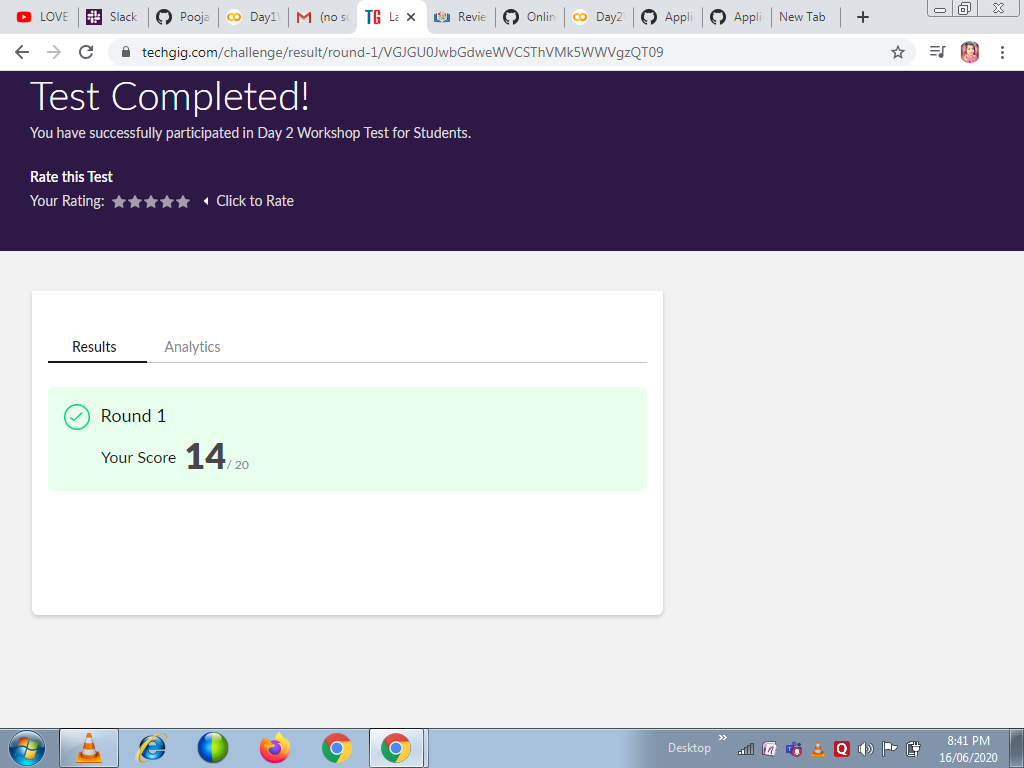 LOVE
Slack
Pooja
Day1
(no su
TG
La
Revie
Onlin
Day2
Appli
Appli
New Tab
techgig.com/challenge/result/round-1/VGJGU0JwbGdweWVCSThVMk5WWVgzQT09
Test Completed!
You have successfully participated in Day 2 Workshop Test for Students.
Rate this Test
Your Rating: Click to Rate
Results Analytics
Round 1
Your Score 14 / 20
Desktop
8:41 PM
16/06/2020